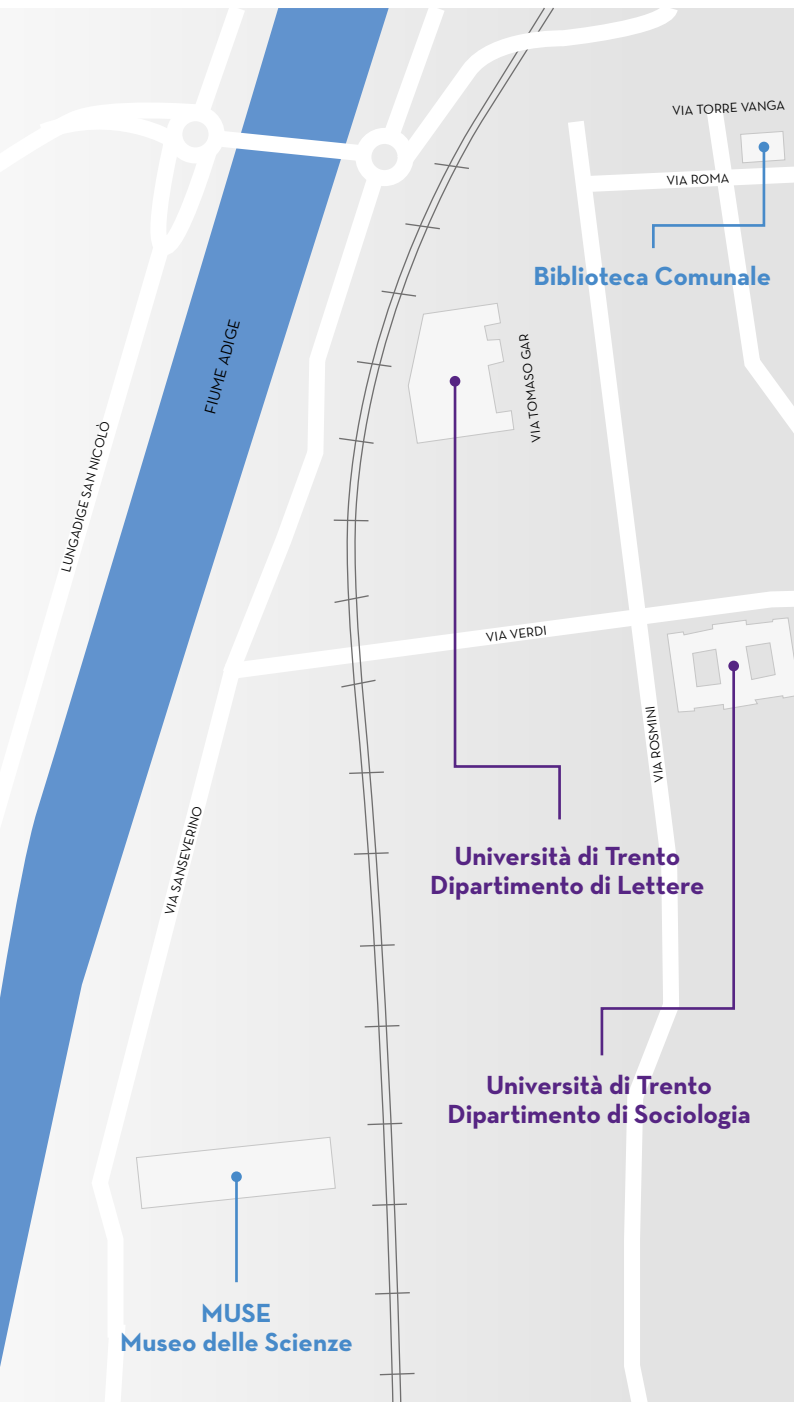 VIA TORRE VANGA
VIA ROMA
Biblioteca Comunale
FIUME ADIGE
VIA TOMASO GAR
LUNGADIGE SAN NICOLÒ
VIA VERDI
VIA ROSMINI
VIA SANSEVERINO
Università di Trento
Dipartimento di Lettere
Università di Trento
Dipartimento di Sociologia
MUSE
Museo delle Scienze